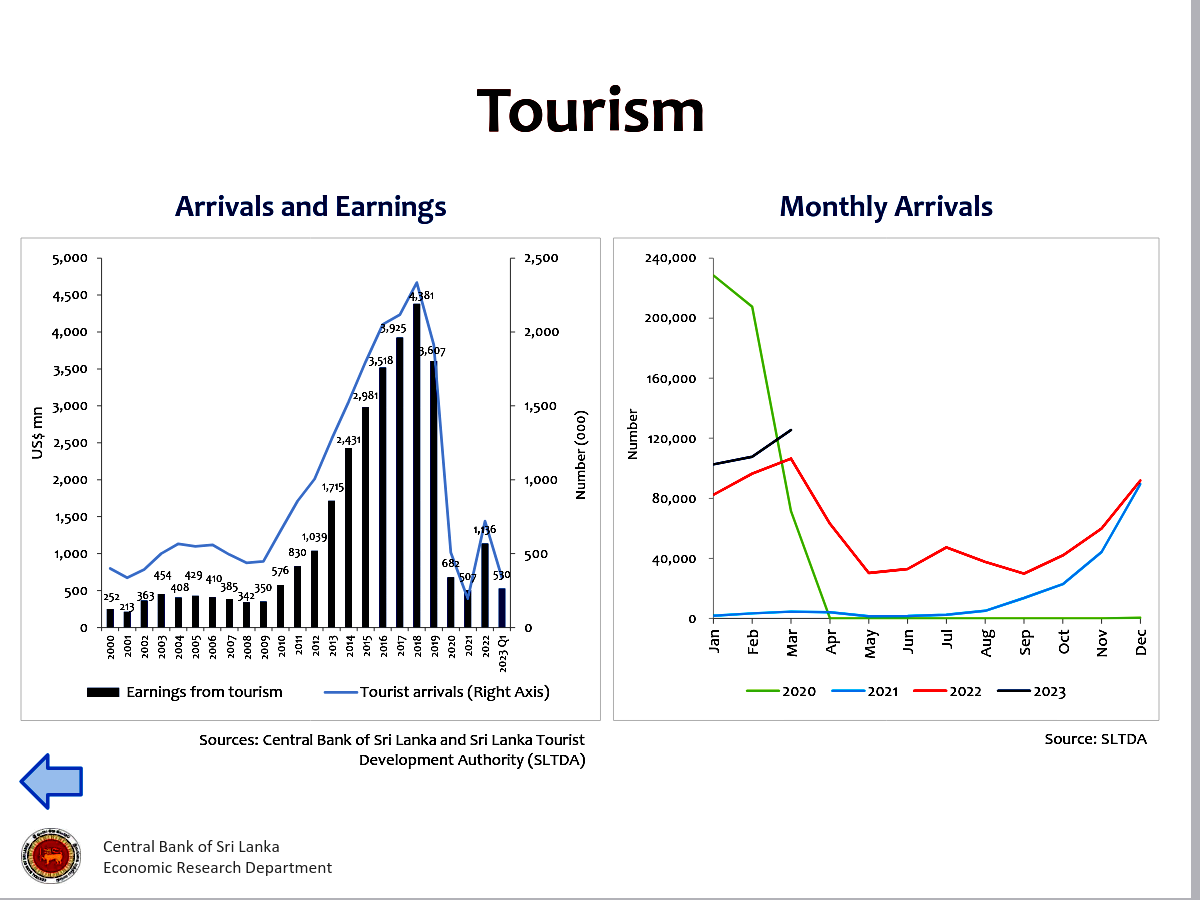 Tourism
Arrivals and Earnings
5,000
4,500
4,000
3,500
3,000
2,500
2,000
1,500
1,000
500
0
US$ mn
252
213
363
454
408
429
410
385
342
350
576
830
1,039
1,715
2,431
2,981
3,518
3,925
4,381
3,607
682
507
1,136
530
2,500
2,000
1,500
1,000
500
0
Number (000)
2000
2001
2002
2003
2004
2005
2006
2007
2008
2009
2010
2011
2012
2013
2014
2015
2016
2017
2018
2019
2020
2021
2022
2023 Q1
Earnings from tourism
Tourist arrivals (Right Axis)
Sources: Central Bank of Sri Lanka and Sri Lanka Tourist
Development Authority (SLTDA)
Monthly Arrivals
240,000
200,000
160,000
120,000
80,000
40,000
0
Number
Jan
Feb
Mar
Apr
May
Jun
Jul
Aug
Sep
Oct
Nov
Dec
2020
2021
2022
2023
Source: SLTDA
Central Bank of Sri Lanka
Economic Research Department